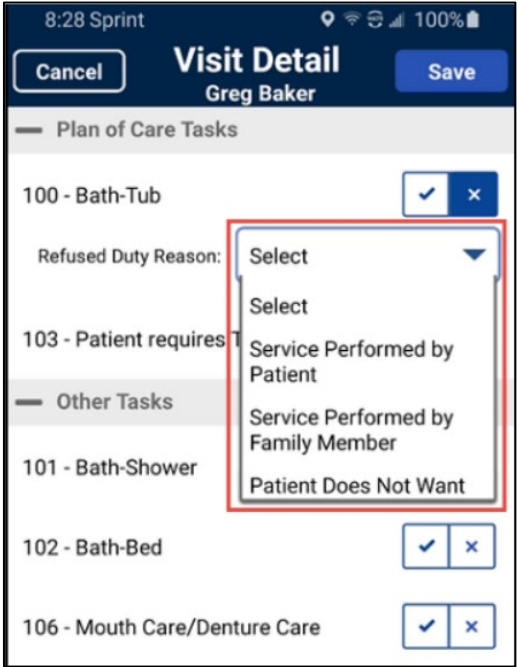 8:28 Sprint 100%
Cancel Visit Detail Save
Greg Baker
Plan of Care Tasks
100 - Bath-Tub
Refused Duty Reason: Select
Select
103 - Patient requires T
Service Performed by
Patient
Other Tasks
Service Performed by
Family Member
101 - Bath-Shower
Patient Does Not Want
102 - Bath-Bed
106 - Mouth Care/Denture Care